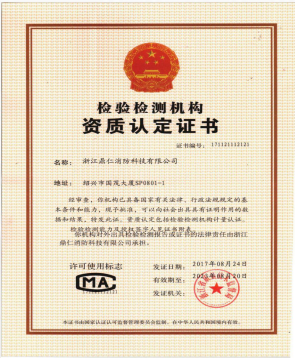 检验检测机构
资质认定证书
证书编号：171121112121
名称：浙江鼎仁消防科技有限公司
地址：绍兴市国茂大厦SP0801-1
经审查，你机构已具备国家有关法律、行政法规规定的基
本条件和能力，现予批准，可以向社会出具具有证明作用的数
据和结果，特发此证。资质认定包括检验检测机构计量认证。
检验检测能力及授权签字人见证书附表。
你机构对外出具检验检测报告或证书的法律责任由浙江
鼎仁消防科技有限公司承担。
许可使用标志
MA
171121112121
发证日期：2017年08月24日
有效期至：2023年08月20日
发证机关：
本证书由国家认证认可监督管理委员会监制，在中华人民共和国境内有效。